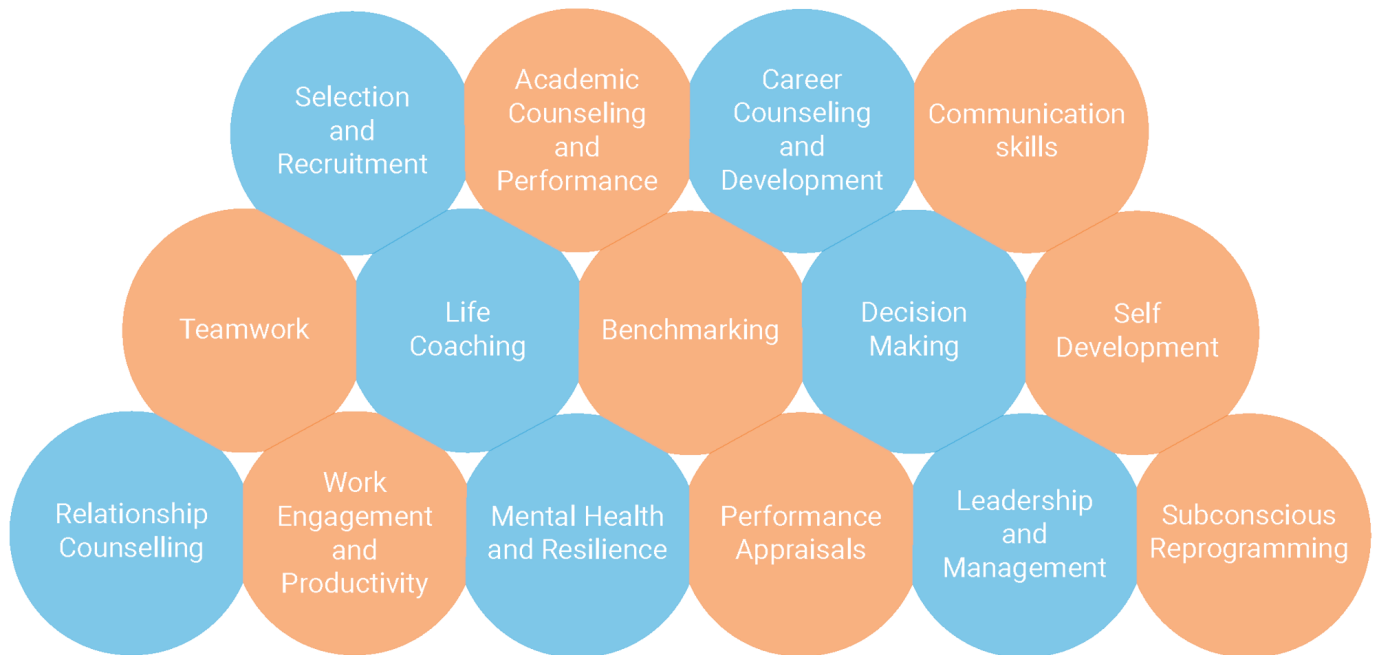 Selection
and
Recruitment
Academic
Counseling
and
Performance
Career
Counseling
and
Development
Communication
skills
Teamwork
Life
Coaching
Benchmarking
Decision
Making
Self
Development
Relationship
Counselling
Work
Engagement
and
Productivity
Mental Health
and Resilience
Performance
Appraisals
Leadership
and
Management
Subconscious
Reprogramming